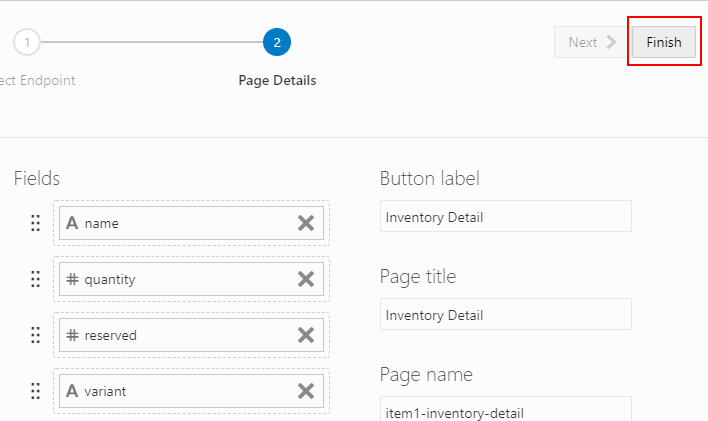 1
2
Next
Finish
ect Endpoint
Page Details
Fields
A name
# quantity
# reserved
A variant
Button label
Inventory Detail
Page title
Inventory Detail
Page name
item1-inventory-detail